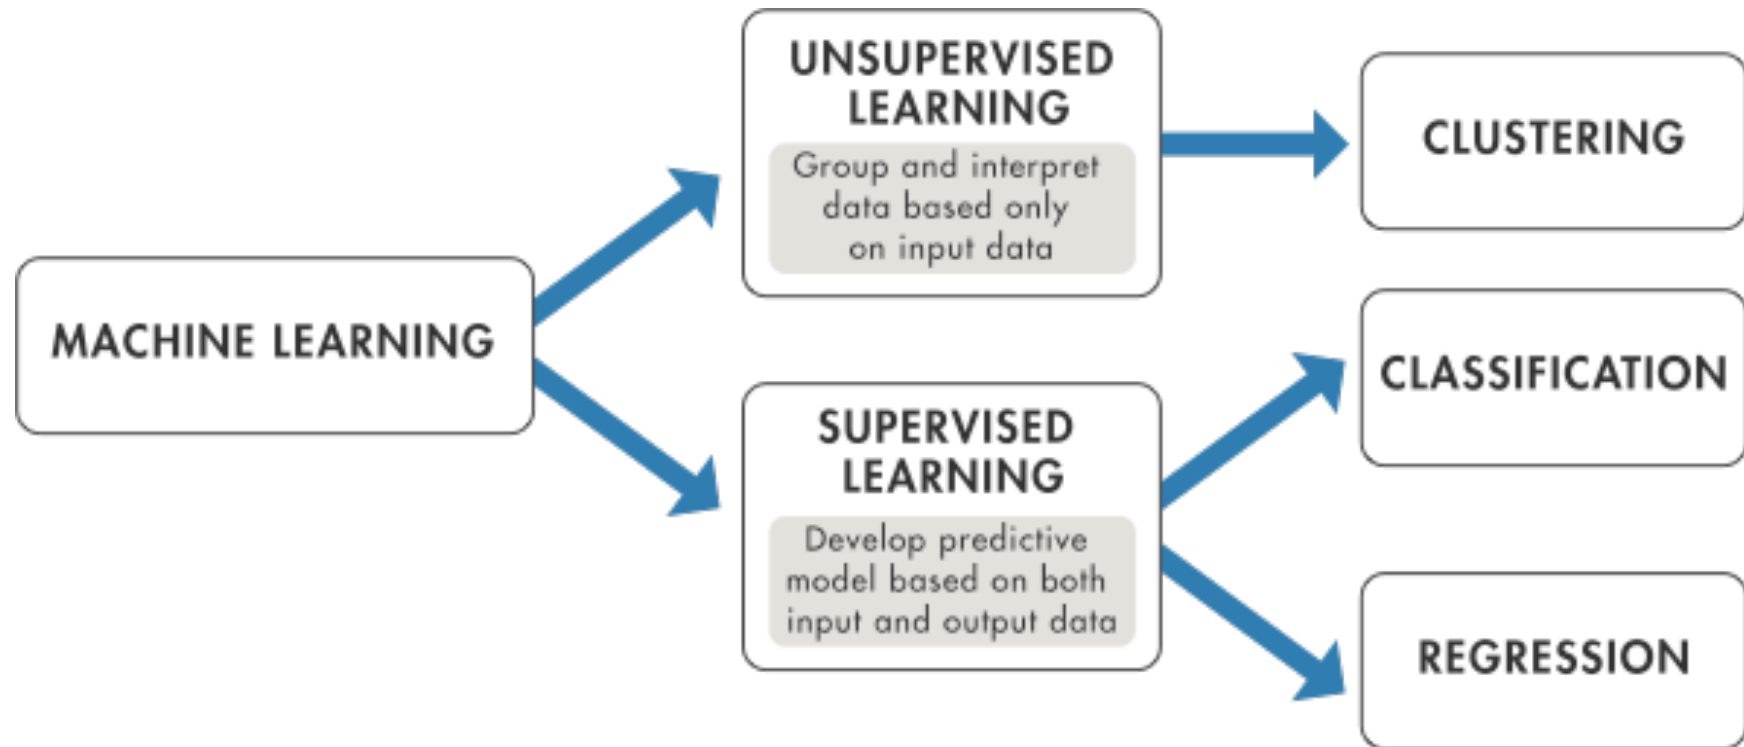 MACHINE LEARNING
UNSUPERVISED
LEARNING
Group and interpret
data based only
on input data
SUPERVISED
LEARNING
Develop predictive
model based on both
input and output data
CLUSTERING
CLASSIFICATION
REGRESSION